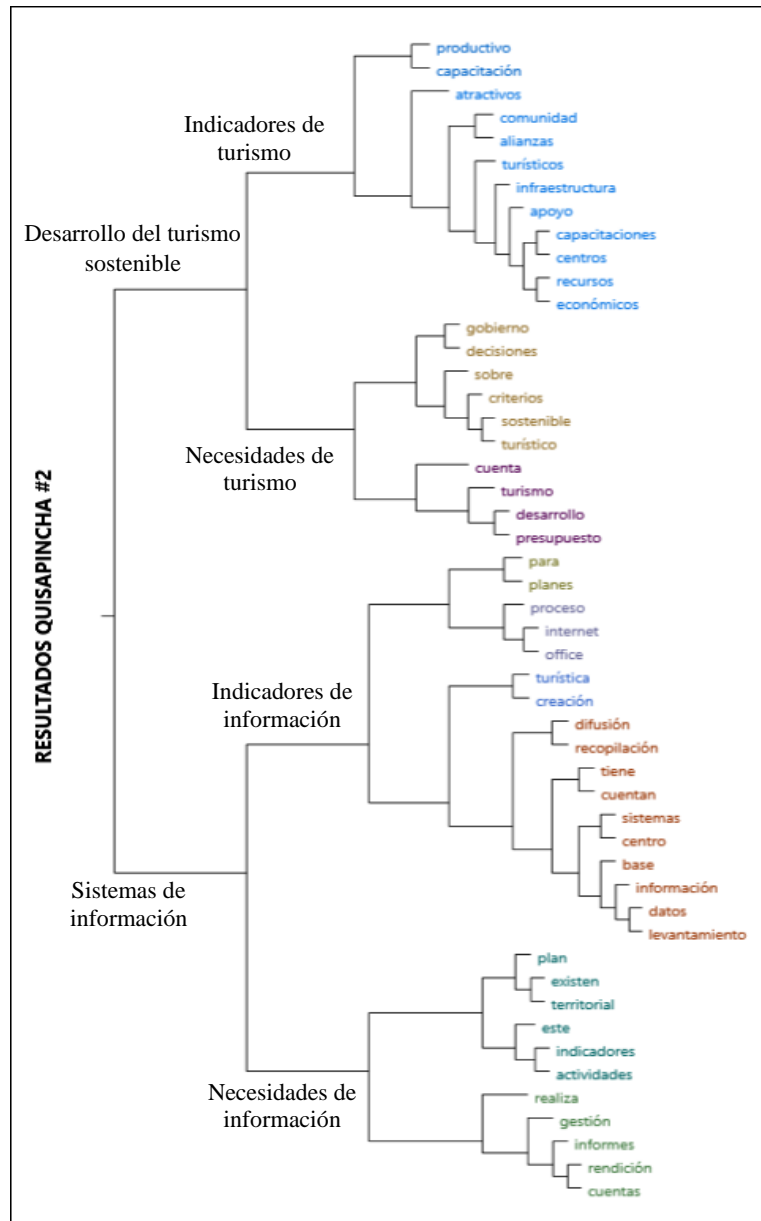 RESULTADOS QUISAPINCHA #2
Desarrollo del turismo
sostenible
Indicadores de
turismo
productivo
capacitación
atractivos
comunidad
alianzas
turísticos
infraestructura
apoyo
capacitaciones
centros
recursos
económicos
Necesidades de
turismo
gobierno
decisiones
sobre
criterios
sostenible
turístico
cuenta
turismo
desarrollo
presupuesto
Sistemas de
información
Indicadores de
información
para
planes
proceso
internet
office
turística
creación
difusión
recopilación
tiene
cuentan
sistemas
centro
base
información
datos
levantamiento
Necesidades de
información
plan
existen
territorial
este
indicadores
actividades
realiza
gestión
informes
rendición
cuentas